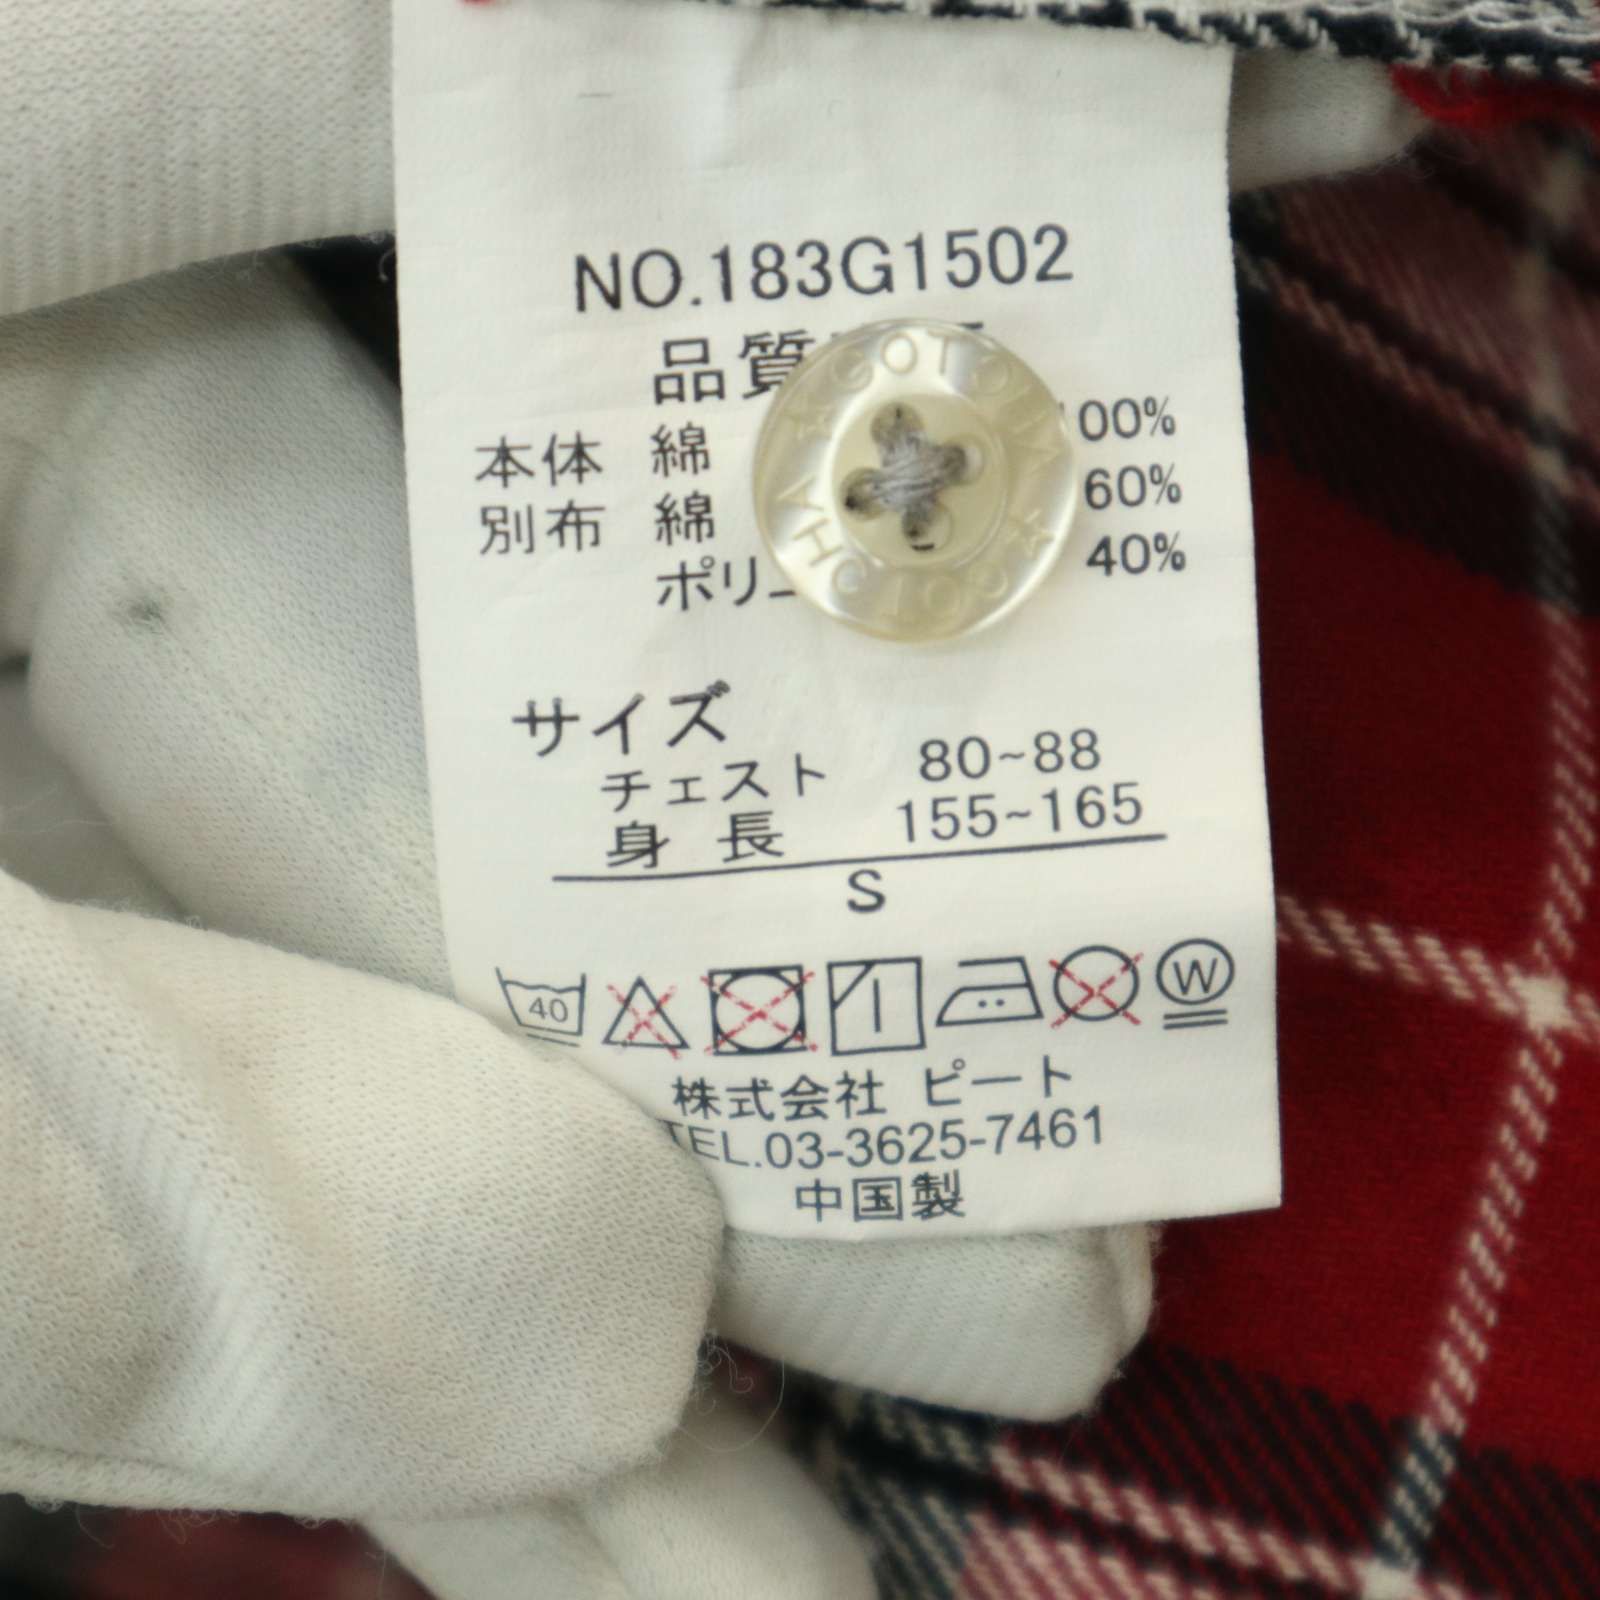 NO.183G1502
品質
本体 綿 00%
別布 綿 60%
ポリ 40%
サイズ
チェスト 80~88
身長 155~165
S
40
W
株式会社 ピート
TEL.03-3625-7461
中国製